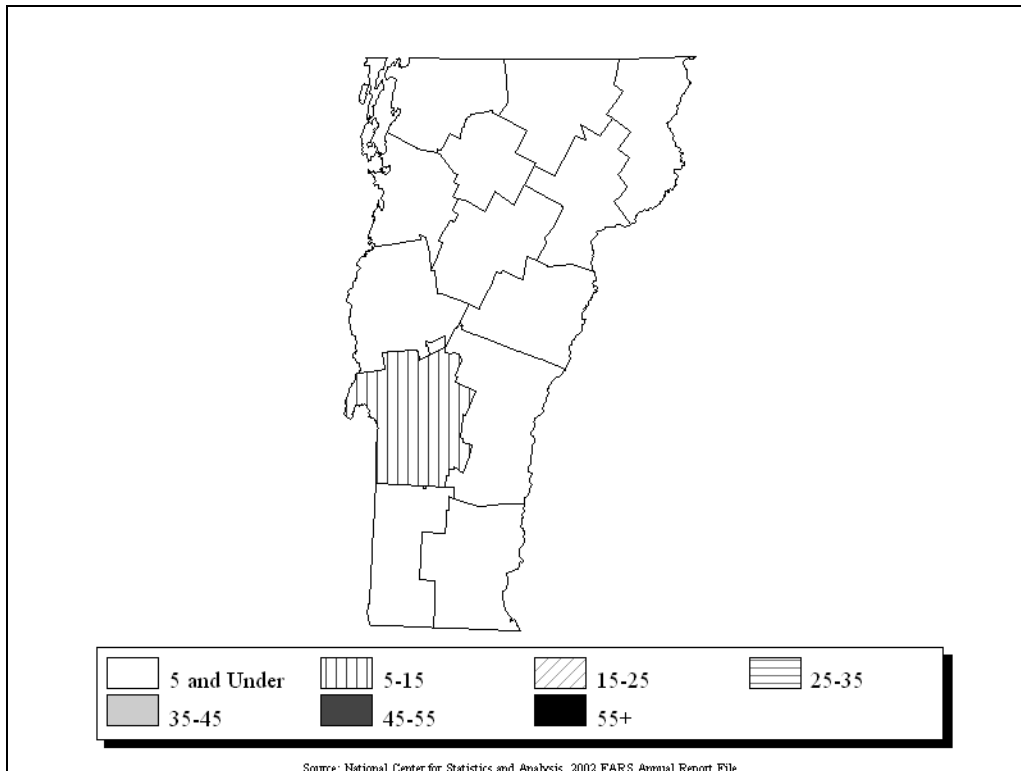 5 and Under 5-15 15-25 25-35
35-45 45-55 55+
Source: National Center for Statistics and Analysis, 2002 FARS Annual Report File